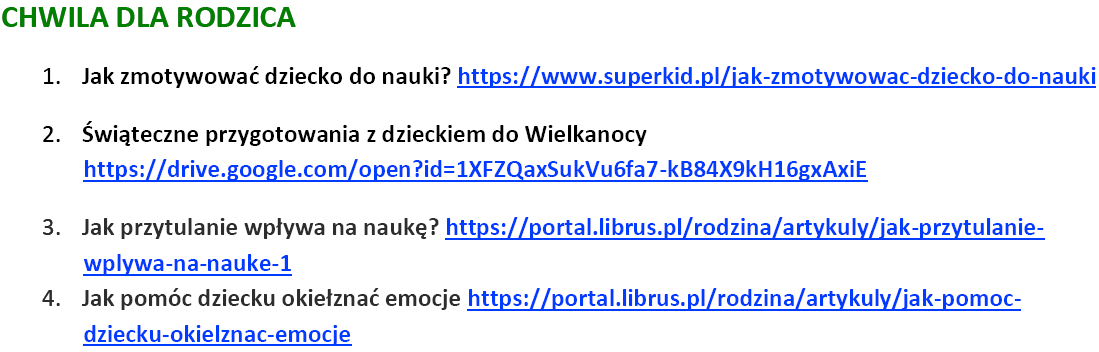 CHWILA DLA RODZICA
1. Jak zmotywować dziecko do nauki? https://www.superkid.pl/jak-zmotywowac-dziecko-do-nauki
2. Świąteczne przygotowania z dzieckiem do Wielkanocy
https://drive.google.com/open?id=1XFZQaxSukVu6fa7-kB84X9kH16gxAxiE
3. Jak przytulanie wpływa na naukę? https://portal.librus.pl/rodzina/artykuly/jak-przytulanie-
wplywa-na-nauke-1
4. Jak pomóc dziecku okiełznać emocje https://portal.librus.pl/rodzina/artykuly/jak-pomoc-
dziecku-okielznac-emocje